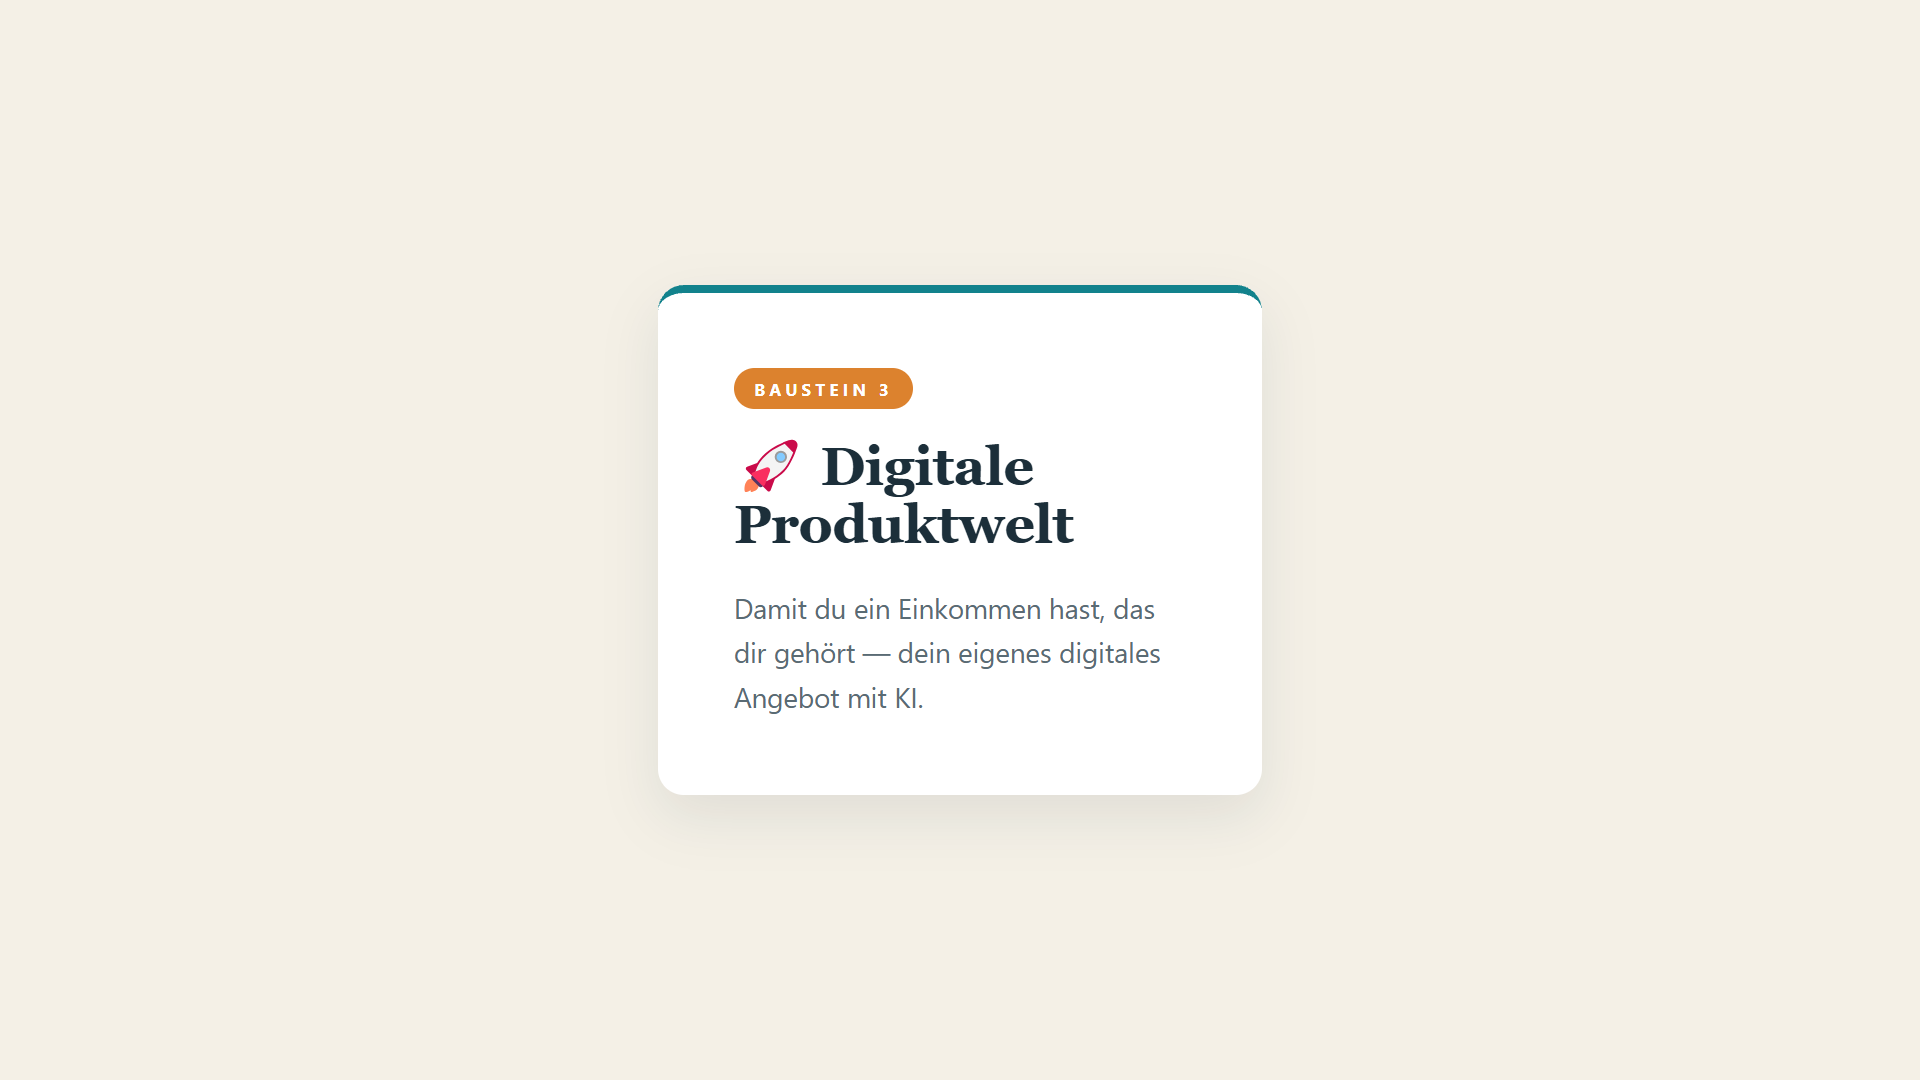 BAUSTEIN 3
🚀 Digitale
Produktwelt
Damit du ein Einkommen hast, das
dir gehört — dein eigenes digitales
Angebot mit KI.